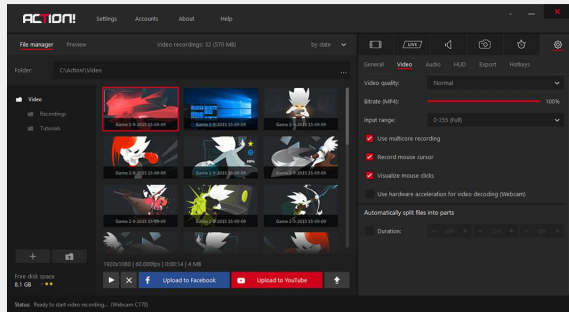 ACTION!
Settings Accounts About Help
File manager Preview Video recordings: 32 (570 MB) by date
LIVE
Folder: C:\Action!\Video ...
General Video Audio HUD Export Hotkeys
Video quality: Normal
Bitrate (MP4): 100%
Input range: 0-255 (Full)
Use multicore recording
Record mouse cursor
Visualize mouse clicks
Use hardware acceleration for video decoding (Webcam)
Automatically split files into parts
Duration:
Video
Recordings
Tutorials
Game 2-9-2015 15-09-09 Game 2-9-2015 15-09-09 Game 2-9-2015 15-09-09
Game 2-9-2015 15-09-09 Game 2-9-2015 15-09-09 Game 2-9-2015 15-09-09
MP4
Game 2-9-2015 15-09-09 Game 2-9-2015 15-09-09 Game 2-9-2015 15-09-09
1920x1080 | 60.000fps | 0:00:14 | 4 MB
Upload to Facebook Upload to YouTube
Free disk space
8.1 GB
Status: Ready to start video recording... (Webcam C170)